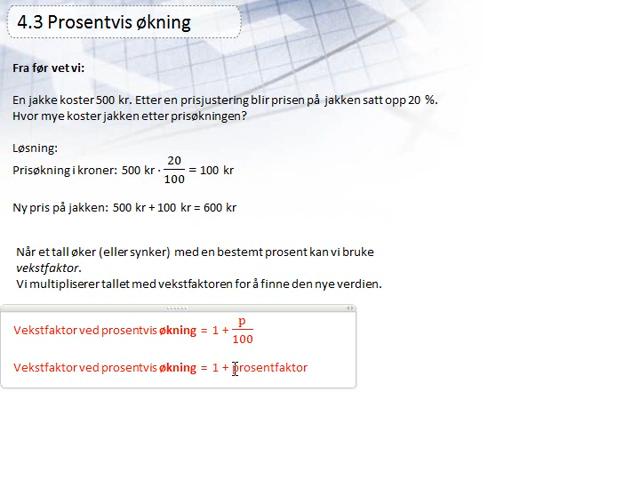 4.3 Prosentvis økning
Fra før vet vi:
En jakke koster 500 kr. Etter en prisjustering blir prisen på jakken satt opp 20 %.
Hvor mye koster jakken etter prisøkningen?
Løsning:
Prisøkning i kroner: 500 kr · 20/100 = 100 kr
Ny pris på jakken: 500 kr + 100 kr = 600 kr
Når et tall øker (eller synker) med en bestemt prosent kan vi bruke
vekstfaktor.
Vi multipliserer tallet med vekstfaktoren for å finne den nye verdien.
Vekstfaktor ved prosentvis økning = 1 + p/100
Vekstfaktor ved prosentvis økning = 1 + prosentfaktor